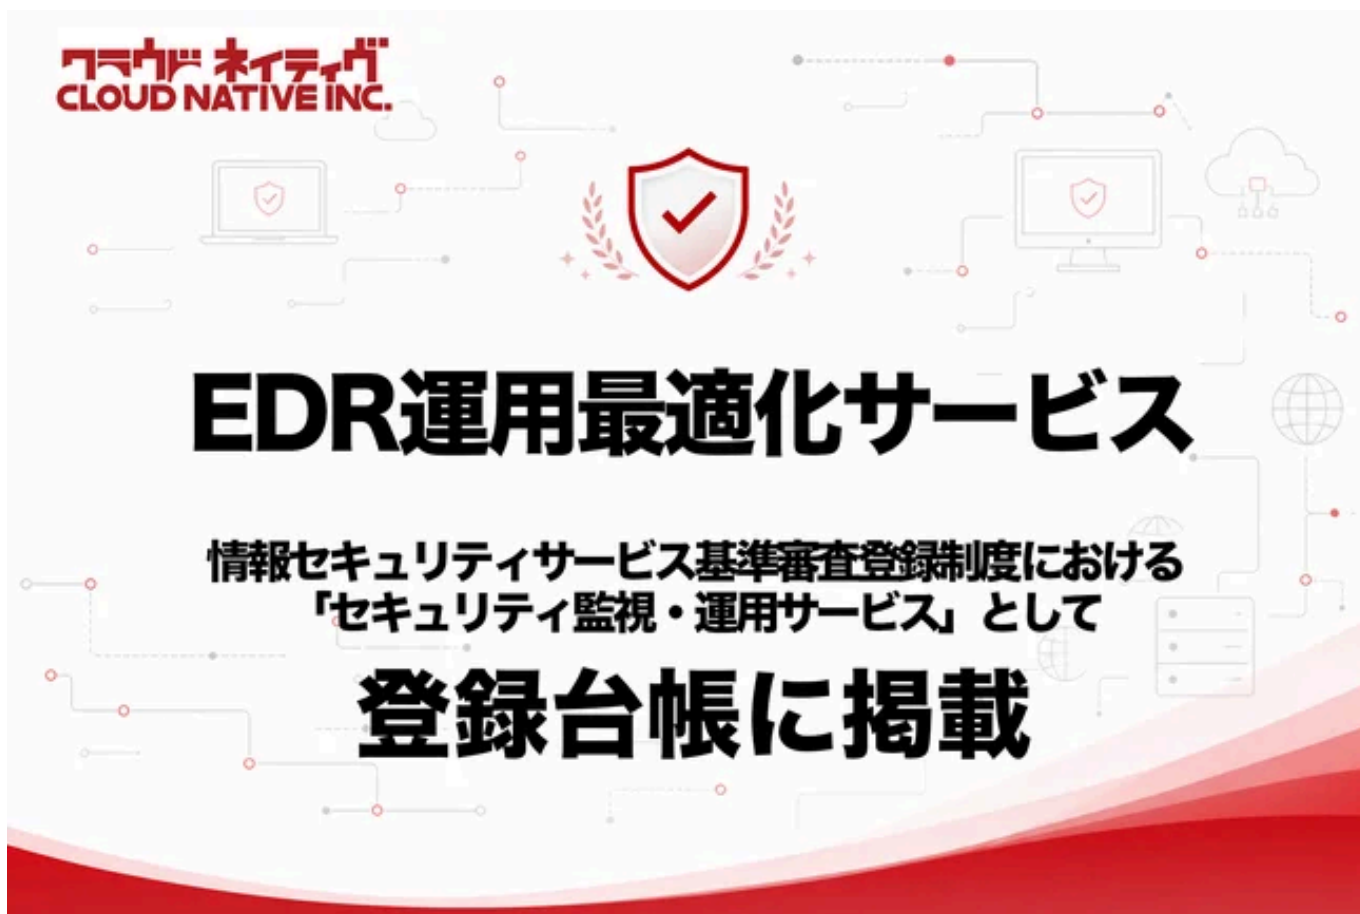 クラウド ネイティヴ
CLOUD NATIVE INC.
EDR運用最適化サービス
情報セキュリティサービス基準審査登録制度における
「セキュリティ監視・運用サービス」として
登録台帳に掲載